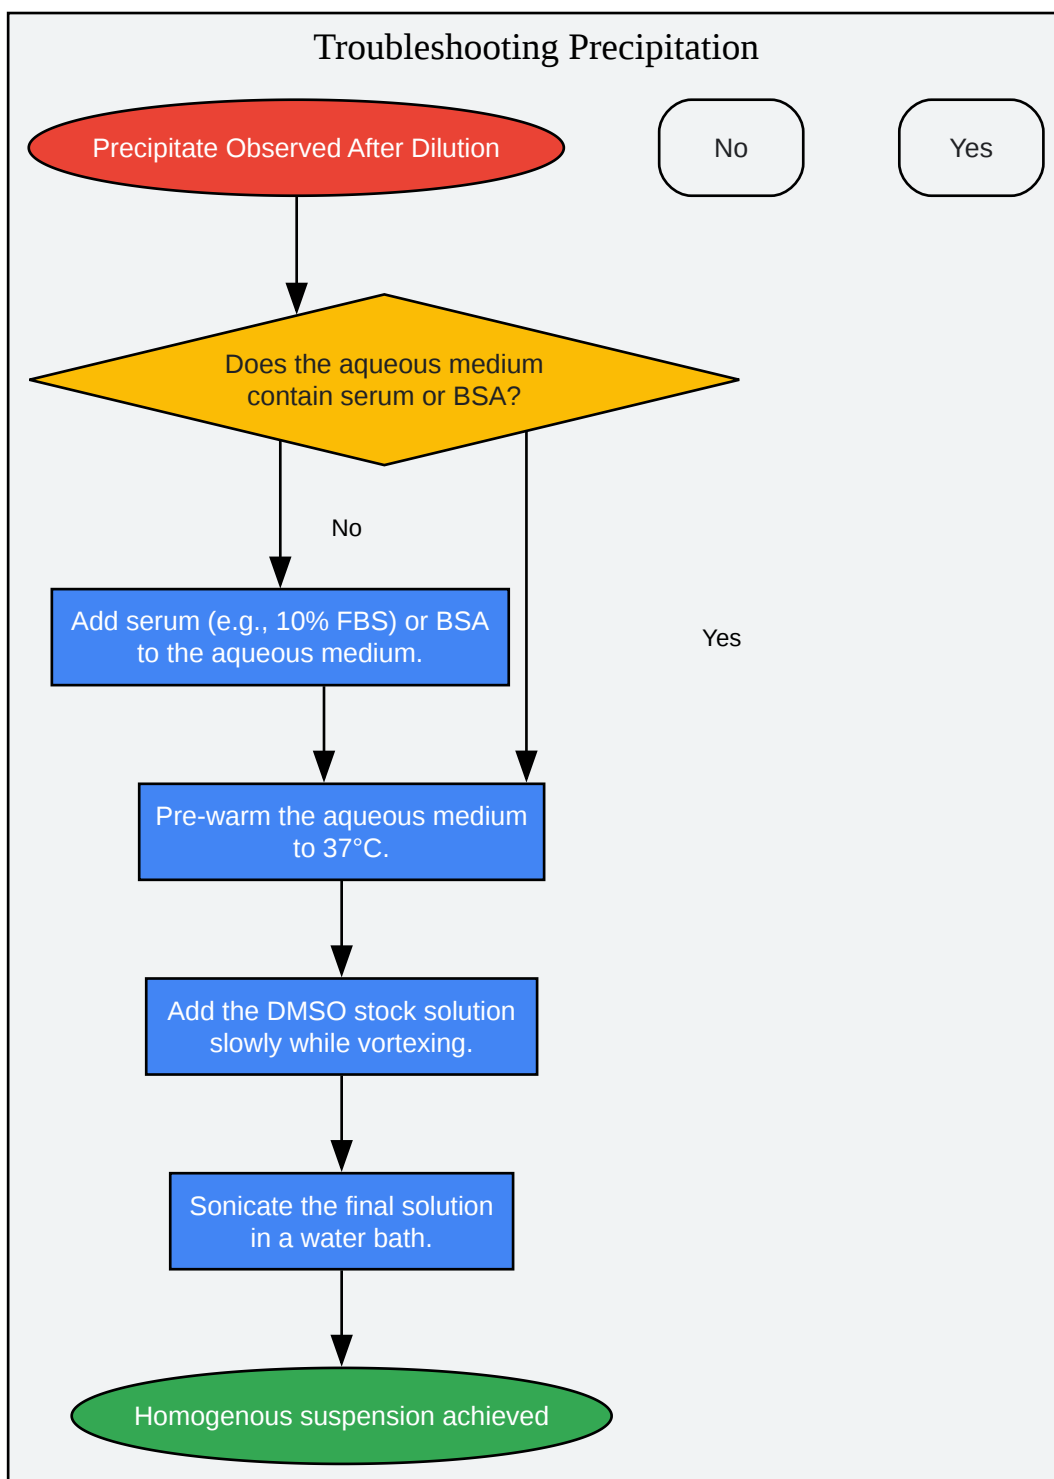 Troubleshooting Precipitation
Precipitate Observed After Dilution
No
Yes
Does the aqueous medium
contain serum or BSA?
No
Add serum (e.g., 10% FBS) or BSA
to the aqueous medium.
Yes
Pre-warm the aqueous medium
to 37°C.
Add the DMSO stock solution
slowly while vortexing.
Sonicate the final solution
in a water bath.
Homogenous suspension achieved